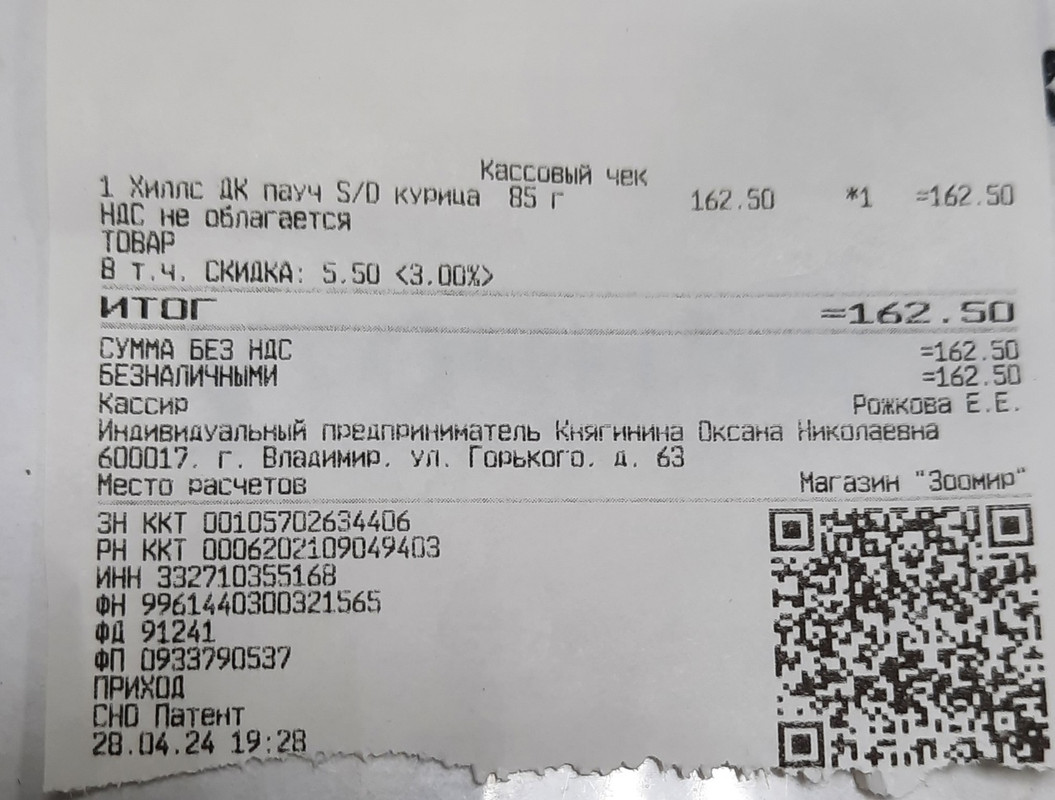 Кассовый чек
1 Хиллс ДК пауч S/D курица 85 г 162.50 *1 =162.50
НДС не облагается
ТОВАР
В т.ч. СКИДКА: 5.50 <3.00%>
ИТОГ =162.50
СУММА БЕЗ НДС =162.50
БЕЗНАЛИЧНЫМИ =162.50
Кассир Рожкова Е.Е.
Индивидуальный предприниматель Княгинина Оксана Николаевна
600017, г. Владимир, ул. Горького, д. 63
Место расчетов Магазин "Зоомир"
ЗН ККТ 00105702634406
РН ККТ 0006202109049403
ИНН 332710355168
ФН 9961440300321565
ФД 91241
ФП 0933790537
ПРИХОД
СНО Патент
28.04.24 19:28